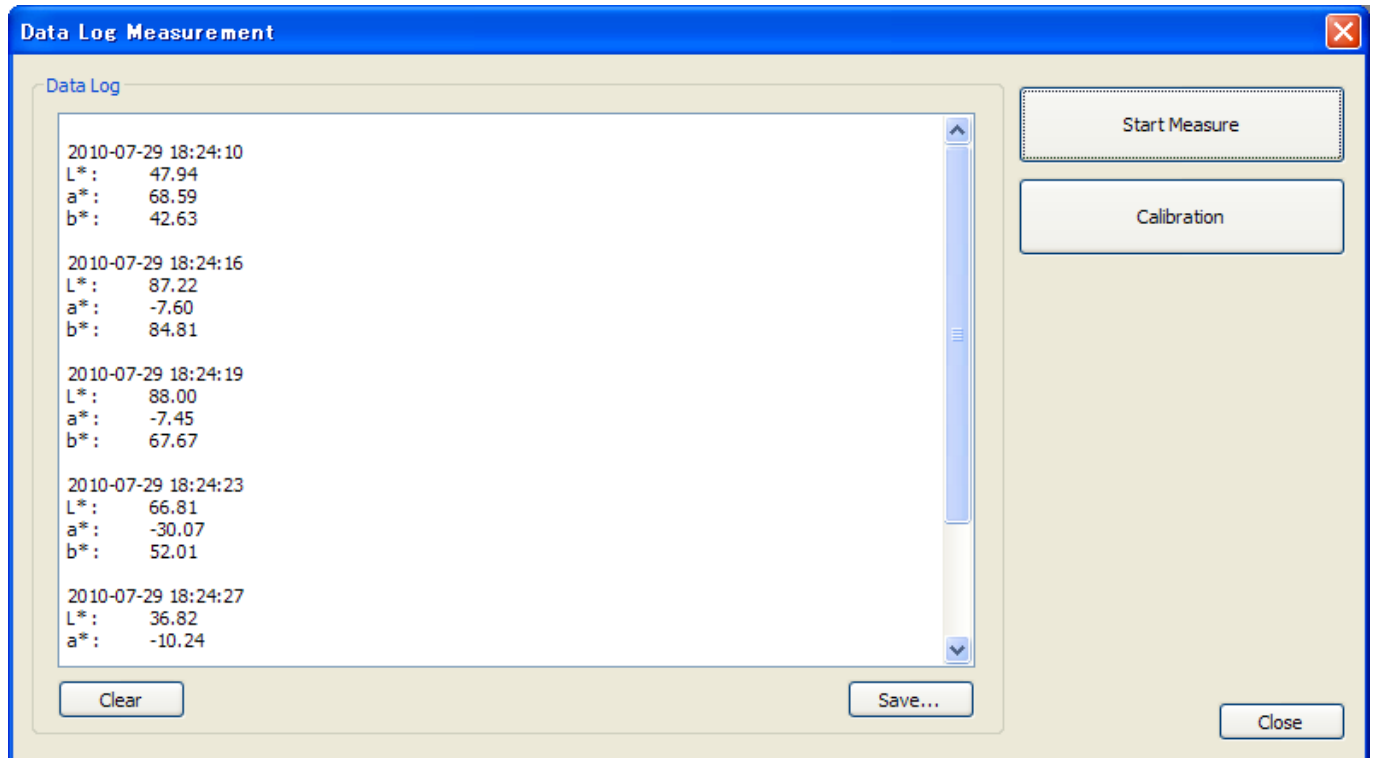 Data Log Measurement
Data Log
2010-07-29 18:24:10
L*: 47.94
a*: 68.59
b*: 42.63
2010-07-29 18:24:16
L*: 87.22
a*: -7.60
b*: 84.81
2010-07-29 18:24:19
L*: 88.00
a*: -7.45
b*: 67.67
2010-07-29 18:24:23
L*: 66.81
a*: -30.07
b*: 52.01
2010-07-29 18:24:27
L*: 36.82
a*: -10.24
Clear
Save...
Start Measure
Calibration
Close